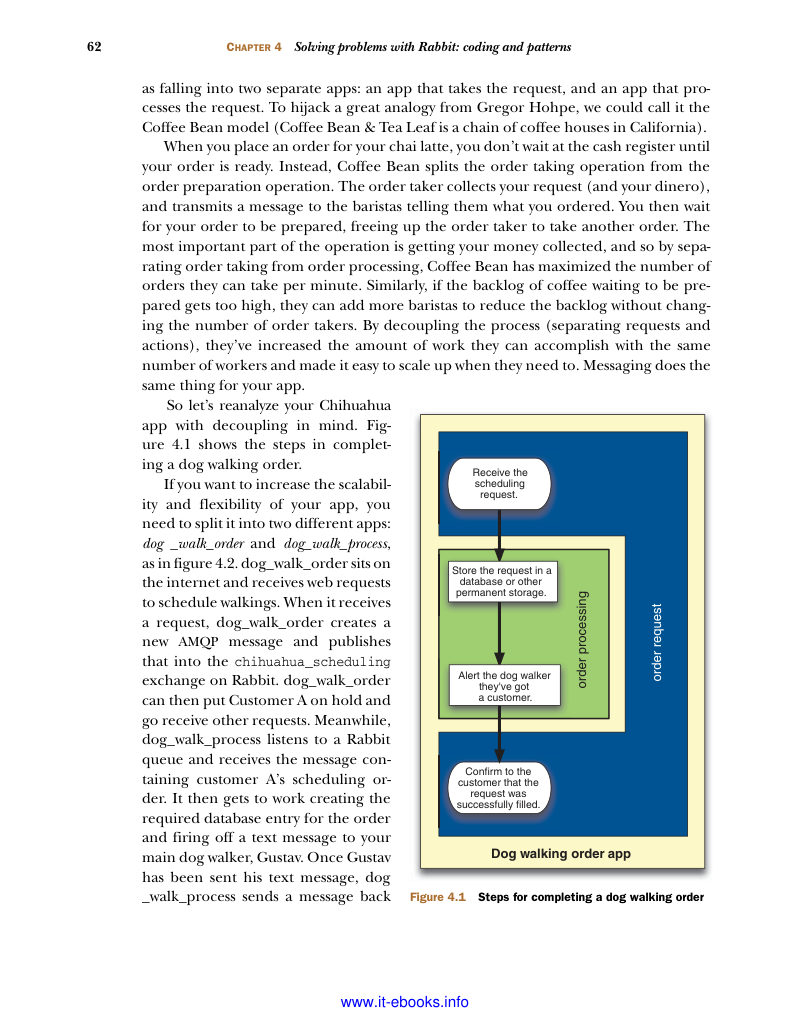 62
CHAPTER 4 Solving problems with Rabbit: coding and patterns
as falling into two separate apps: an app that takes the request, and an app that pro-
cesses the request. To hijack a great analogy from Gregor Hohpe, we could call it the
Coffee Bean model (Coffee Bean & Tea Leaf is a chain of coffee houses in California).
When you place an order for your chai latte, you don't wait at the cash register until
your order is ready. Instead, Coffee Bean splits the order taking operation from the
order preparation operation. The order taker collects your request (and your dinero),
and transmits a message to the baristas telling them what you ordered. You then wait
for your order to be prepared, freeing up the order taker to take another order. The
most important part of the operation is getting your money collected, and so by sepa-
rating order taking from order processing, Coffee Bean has maximized the number of
orders they can take per minute. Similarly, if the backlog of coffee waiting to be pre-
pared gets too high, they can add more baristas to reduce the backlog without chang-
ing the number of order takers. By decoupling the process (separating requests and
actions), they've increased the amount of work they can accomplish with the same
number of workers and made it easy to scale up when they need to. Messaging does the
same thing for your app.
So let's reanalyze your Chihuahua
app with decoupling in mind. Fig-
ure 4.1 shows the steps in complet-
ing a dog walking order.
If you want to increase the scalabil-
ity and flexibility of your app, you
need to split it into two different apps:
dog _walk_order and dog_walk_process,
as in figure 4.2. dog_walk_order sits on
the internet and receives web requests
to schedule walkings. When it receives
a request, dog_walk_order creates a
new AMQP message and publishes
that into the chihuahua_scheduling
exchange on Rabbit. dog_walk_order
can then put Customer A on hold and
go receive other requests. Meanwhile,
dog_walk_process listens to a Rabbit
queue and receives the message con-
taining customer A's scheduling or-
der. It then gets to work creating the
required database entry for the order
and firing off a text message to your
main dog walker, Gustav. Once Gustav
has been sent his text message, dog
_walk_process sends a message back
Receive the
scheduling
request.
Store the request in a
database or other
permanent storage.
Alert the dog walker
they've got
a customer.
order processing
order request
Confirm to the
customer that the
request was
successfully filled.
Dog walking order app
Figure 4.1 Steps for completing a dog walking order
www.it-ebooks.info